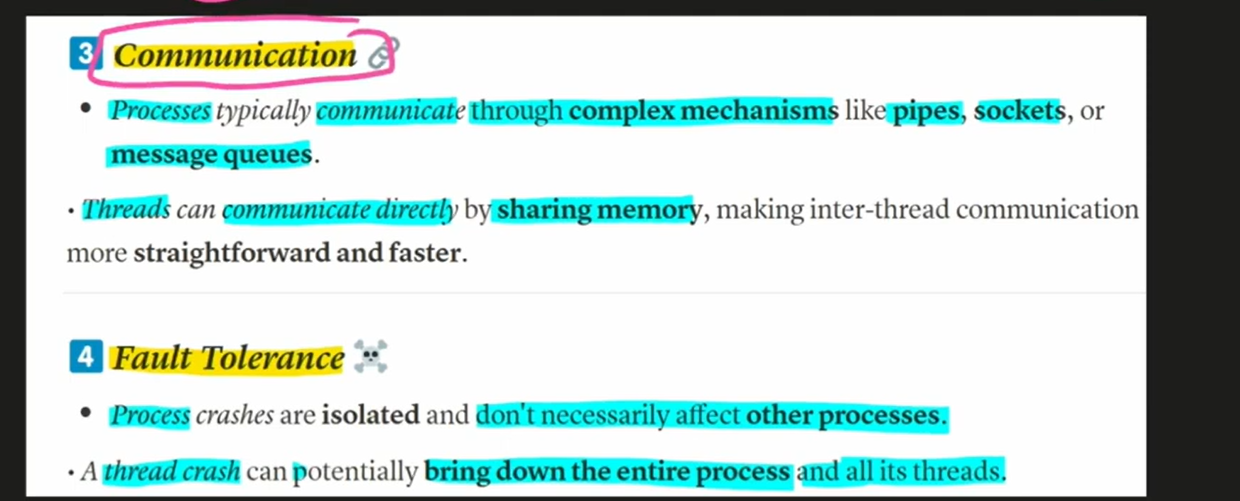 3 Communication
• Processes typically communicate through complex mechanisms like pipes, sockets, or
message queues.
• Threads can communicate directly by sharing memory, making inter-thread communication
more straightforward and faster.
4 Fault Tolerance
• Process crashes are isolated and don't necessarily affect other processes.
• A thread crash can potentially bring down the entire process and all its threads.